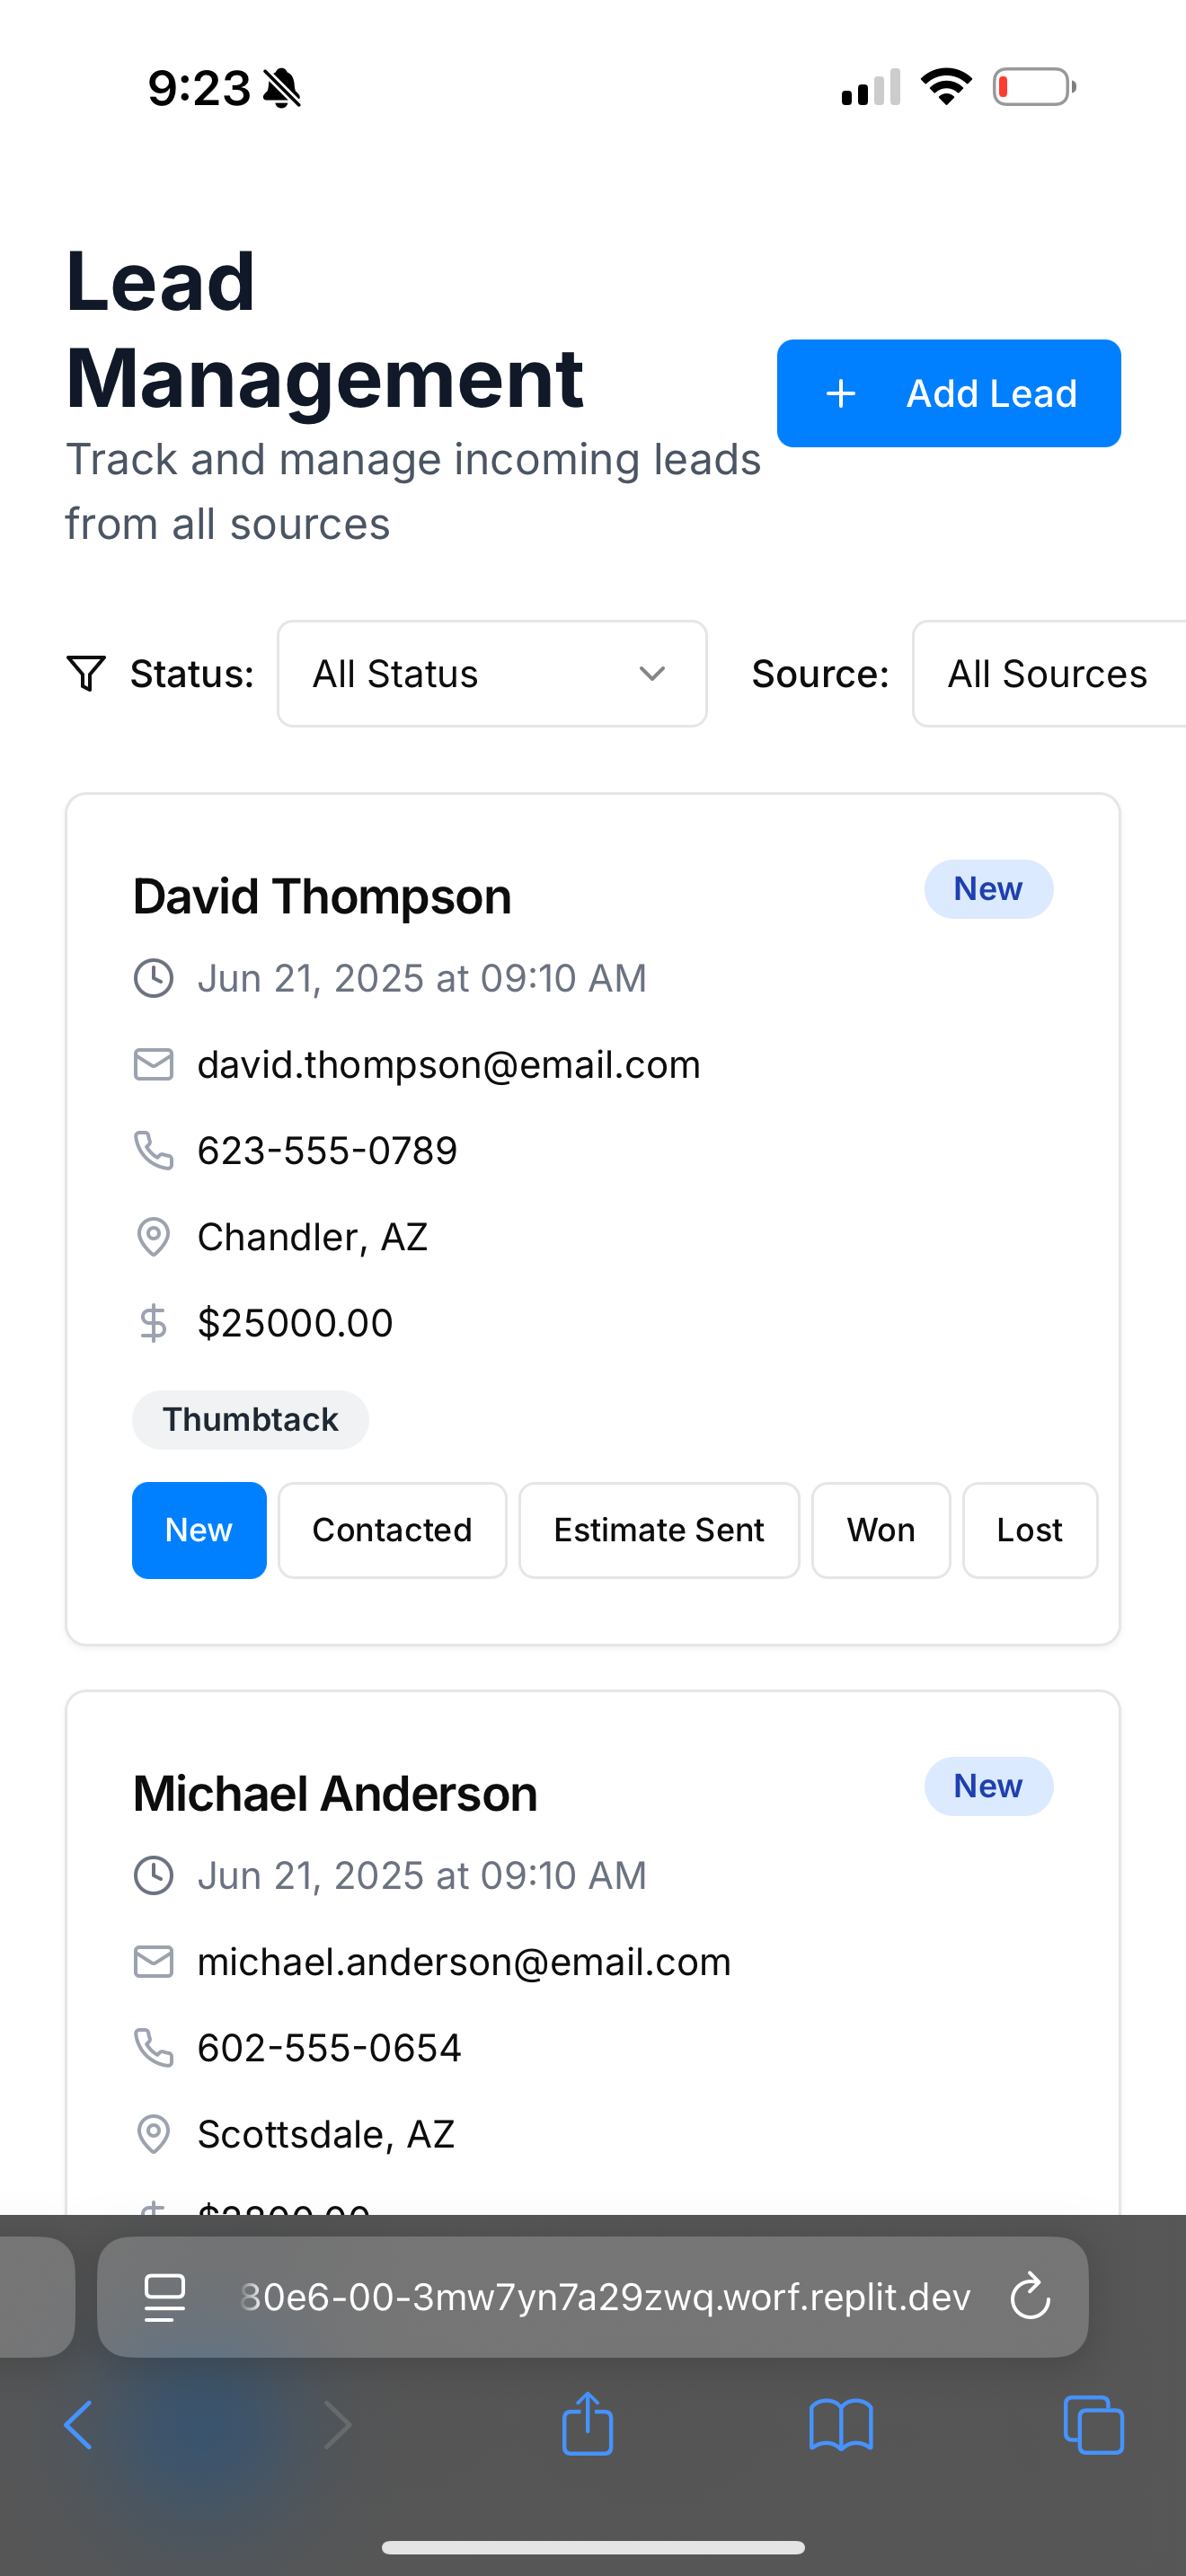 9:23
Lead
Management
Add Lead
Track and manage incoming leads
from all sources
Status: All Status Source: All Sources
David Thompson New
Jun 21, 2025 at 09:10 AM
david.thompson@email.com
623-555-0789
Chandler, AZ
$25000.00
Thumbtack
New Contacted Estimate Sent Won Lost
Michael Anderson New
Jun 21, 2025 at 09:10 AM
michael.anderson@email.com
602-555-0654
Scottsdale, AZ
30e6-00-3mw7yn7a29zwq.worf.replit.dev